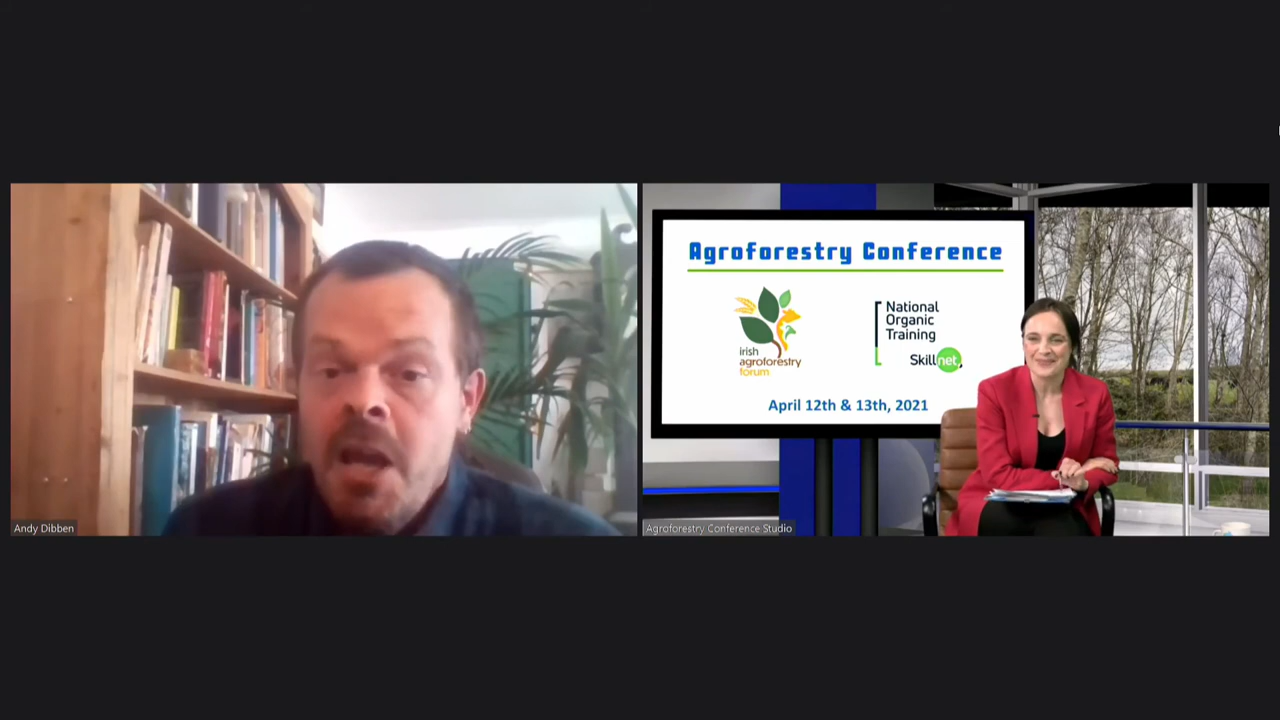 Agroforestry Conference
irish
agroforestry
forum
National
Organic
Training
Skillnet
April 12th & 13th, 2021
Andy Dibben
Agroforestry Conference Studio